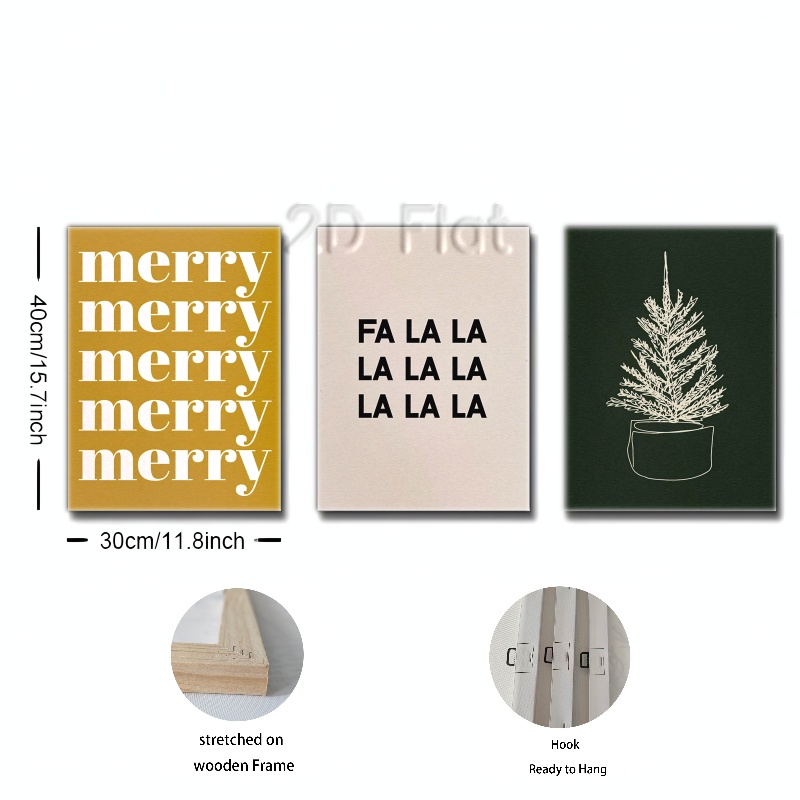 2D Flat
merry
merry
merry
merry
merry
FA LA LA
LA LA LA
LA LA LA
40cm/15.7inch
30cm/11.8inch
stretched on
wooden Frame
Hook
Ready to Hang